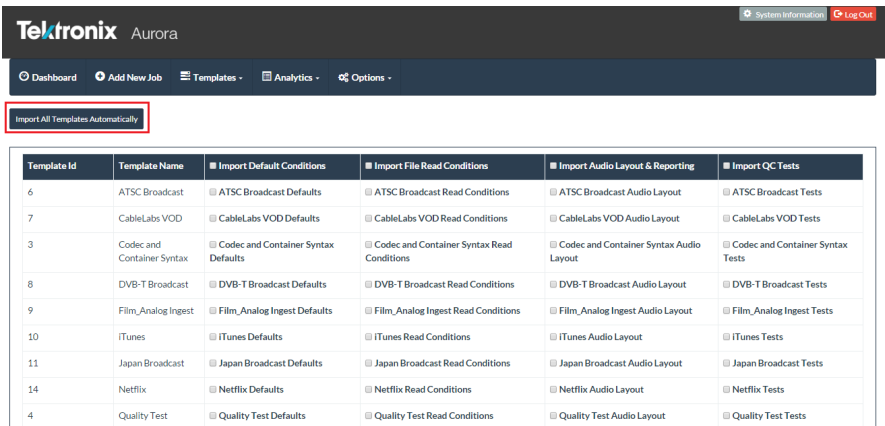 System Information Log Out
Tektronix Aurora
Dashboard Add New Job Templates Analytics Options
Import All Templates Automatically
Template Id Template Name Import Default Conditions Import File Read Conditions Import Audio Layout & Reporting Import QC Tests
6 ATSC Broadcast ATSC Broadcast Defaults ATSC Broadcast Read Conditions ATSC Broadcast Audio Layout ATSC Broadcast Tests
7 CableLabs VOD CableLabs VOD Defaults CableLabs VOD Read Conditions CableLabs VOD Audio Layout CableLabs VOD Tests
3 Codec and Codec and Container Syntax Codec and Container Syntax Read Codec and Container Syntax Audio Codec and Container Syntax
Container Syntax Defaults Conditions Layout Tests
8 DVB-T Broadcast DVB-T Broadcast Defaults DVB-T Broadcast Read Conditions DVB-T Broadcast Audio Layout DVB-T Broadcast Tests
9 Film_Analog Ingest Film_Analog Ingest Defaults Film_Analog Ingest Read Conditions Film_Analog Ingest Audio Layout Film_Analog Ingest Tests
10 iTunes iTunes Defaults iTunes Read Conditions iTunes Audio Layout iTunes Tests
11 Japan Broadcast Japan Broadcast Defaults Japan Broadcast Read Conditions Japan Broadcast Audio Layout Japan Broadcast Tests
14 Netflix Netflix Defaults Netflix Read Conditions Netflix Audio Layout Netflix Tests
4 Quality Test Quality Test Defaults Quality Test Read Conditions Quality Test Audio Layout Quality Test Tests